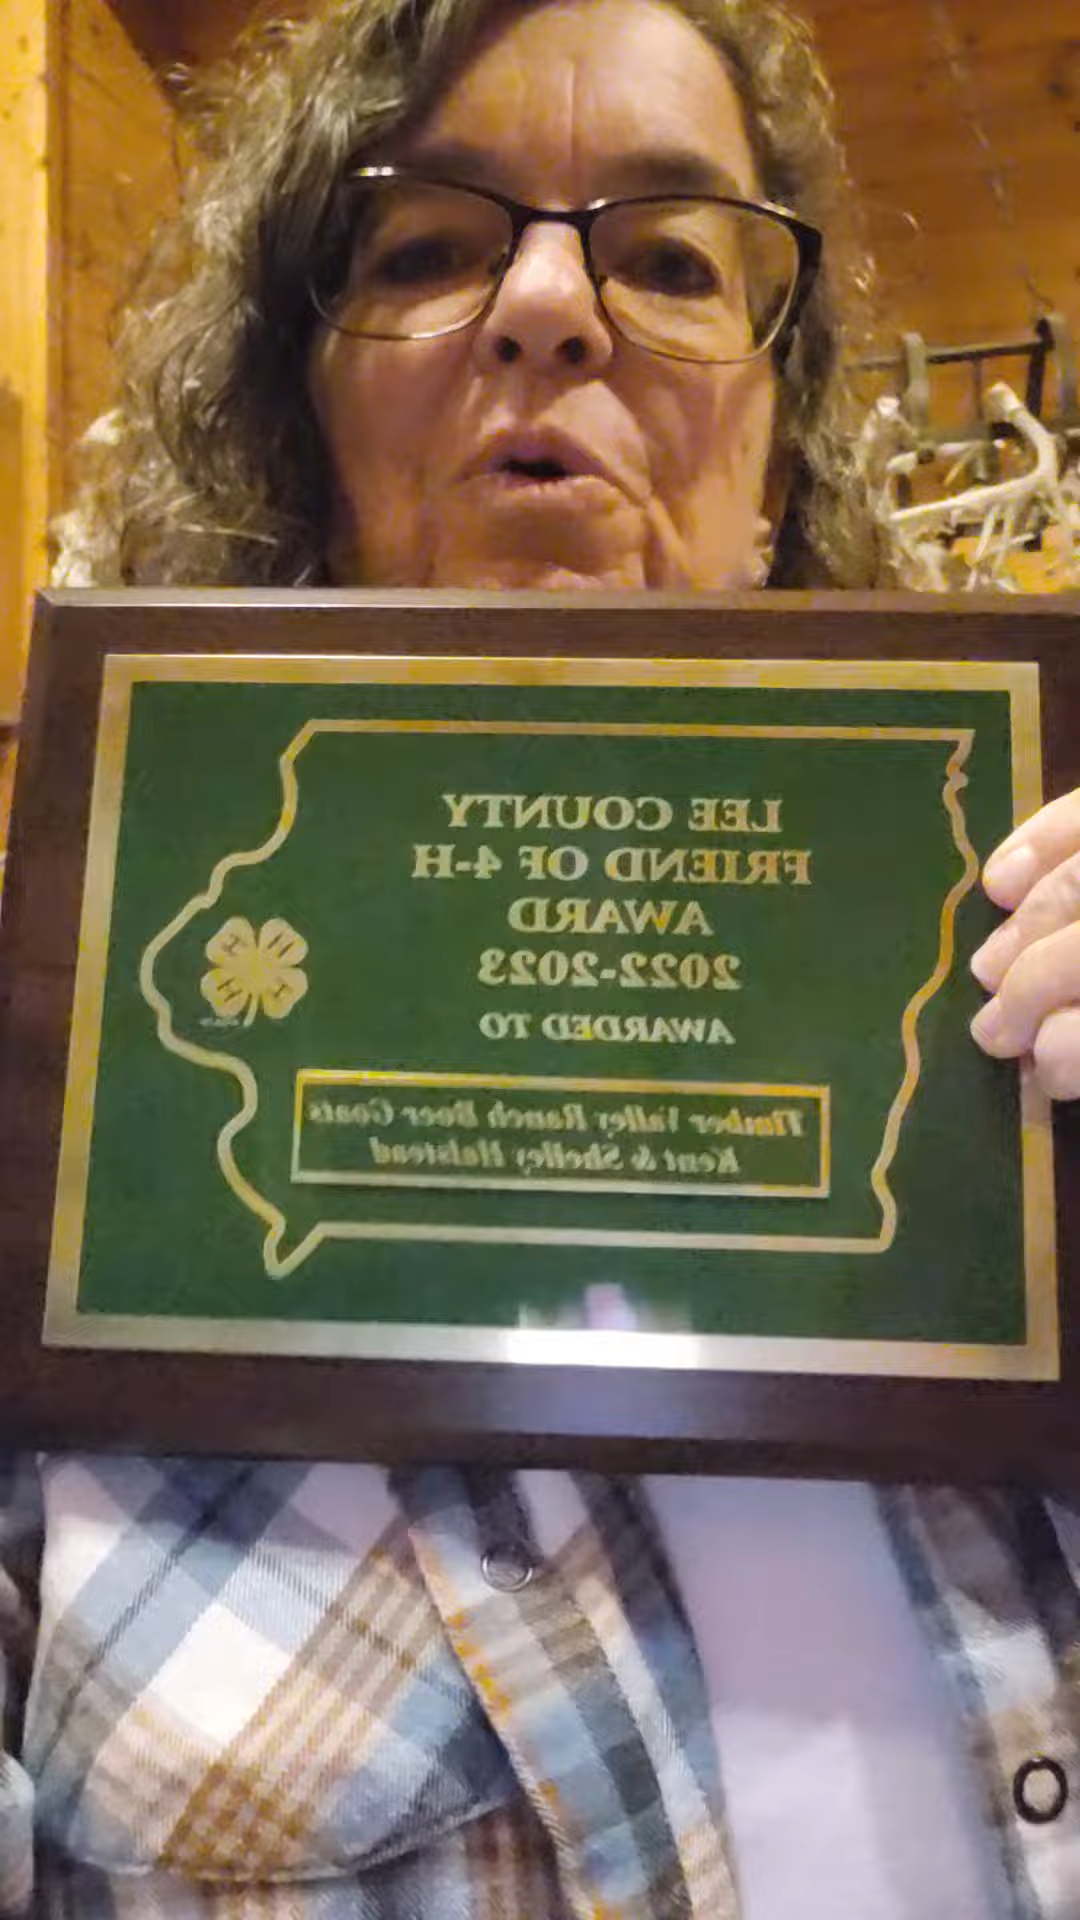 LEE COUNTY
FRIEND OF 4-H
AWARD
2022-2023
AWARDED TO
Timber Valley Ranch Boer Goats
Kent & Shelley Halstead
H H
H H